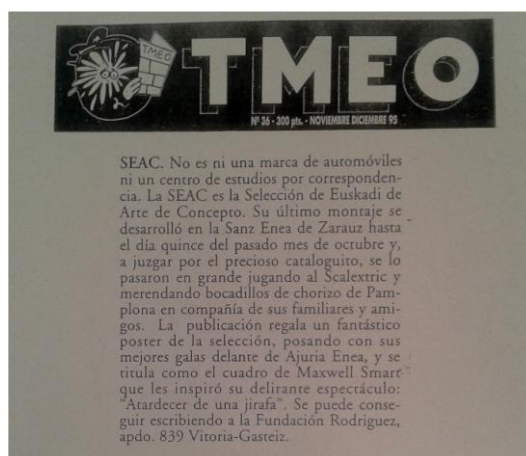 TMEO
TMEO
Nº 36 - 300 pts. - NOVIEMBRE DICIEMBRE 95
SEAC. No es ni una marca de automóviles
ni un centro de estudios por corresponden-
cia. La SEAC es la Selección de Euskadi de
Arte de Concepto. Su último montaje se
desarrolló en la Sanz Enea de Zarauz hasta
el día quince del pasado mes de octubre y,
a juzgar por el precioso cataloguito, se lo
pasaron en grande jugando al Scalextric y
merendando bocadillos de chorizo de Pam-
plona en compañía de sus familiares y ami-
gos. La publicación regala un fantástico
poster de la selección, posando con sus
mejores galas delante de Ajuria Enea, y se
titula como el cuadro de Maxwell Smart
que les inspiró su delirante espectáculo:
"Atardecer de una jirafa". Se puede conse-
guir escribiendo a la Fundación Rodriguez,
apdo. 839 Vitoria-Gasteiz.